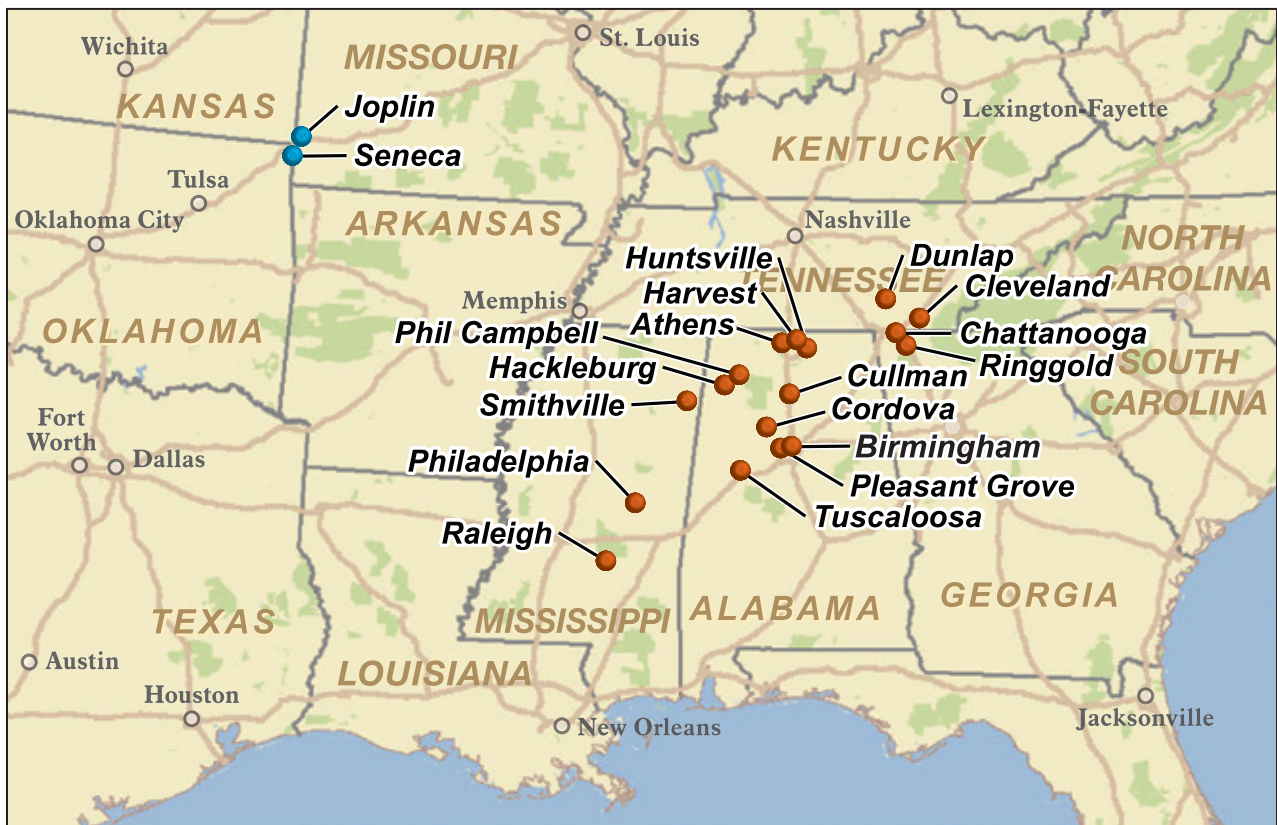 Wichita
MISSOURI
St. Louis
KANSAS
Joplin
Lexington-Fayette
Seneca
KENTUCKY
Tulsa
Oklahoma City
ARKANSAS
Nashville
NORTH
CAROLINA
Huntsville
TENNESSEE
Dunlap
Harvest
Cleveland
Memphis
OKLAHOMA
Phil Campbell
Athens
Chattanooga
Hackleburg
Ringgold
SOUTH
CAROLINA
Cullman
Smithville
Cordova
Fort
Worth
Dallas
Birmingham
Philadelphia
Pleasant Grove
Tuscaloosa
Raleigh
TEXAS
MISSISSIPPI
ALABAMA
GEORGIA
Austin
LOUISIANA
Houston
New Orleans
Jacksonville